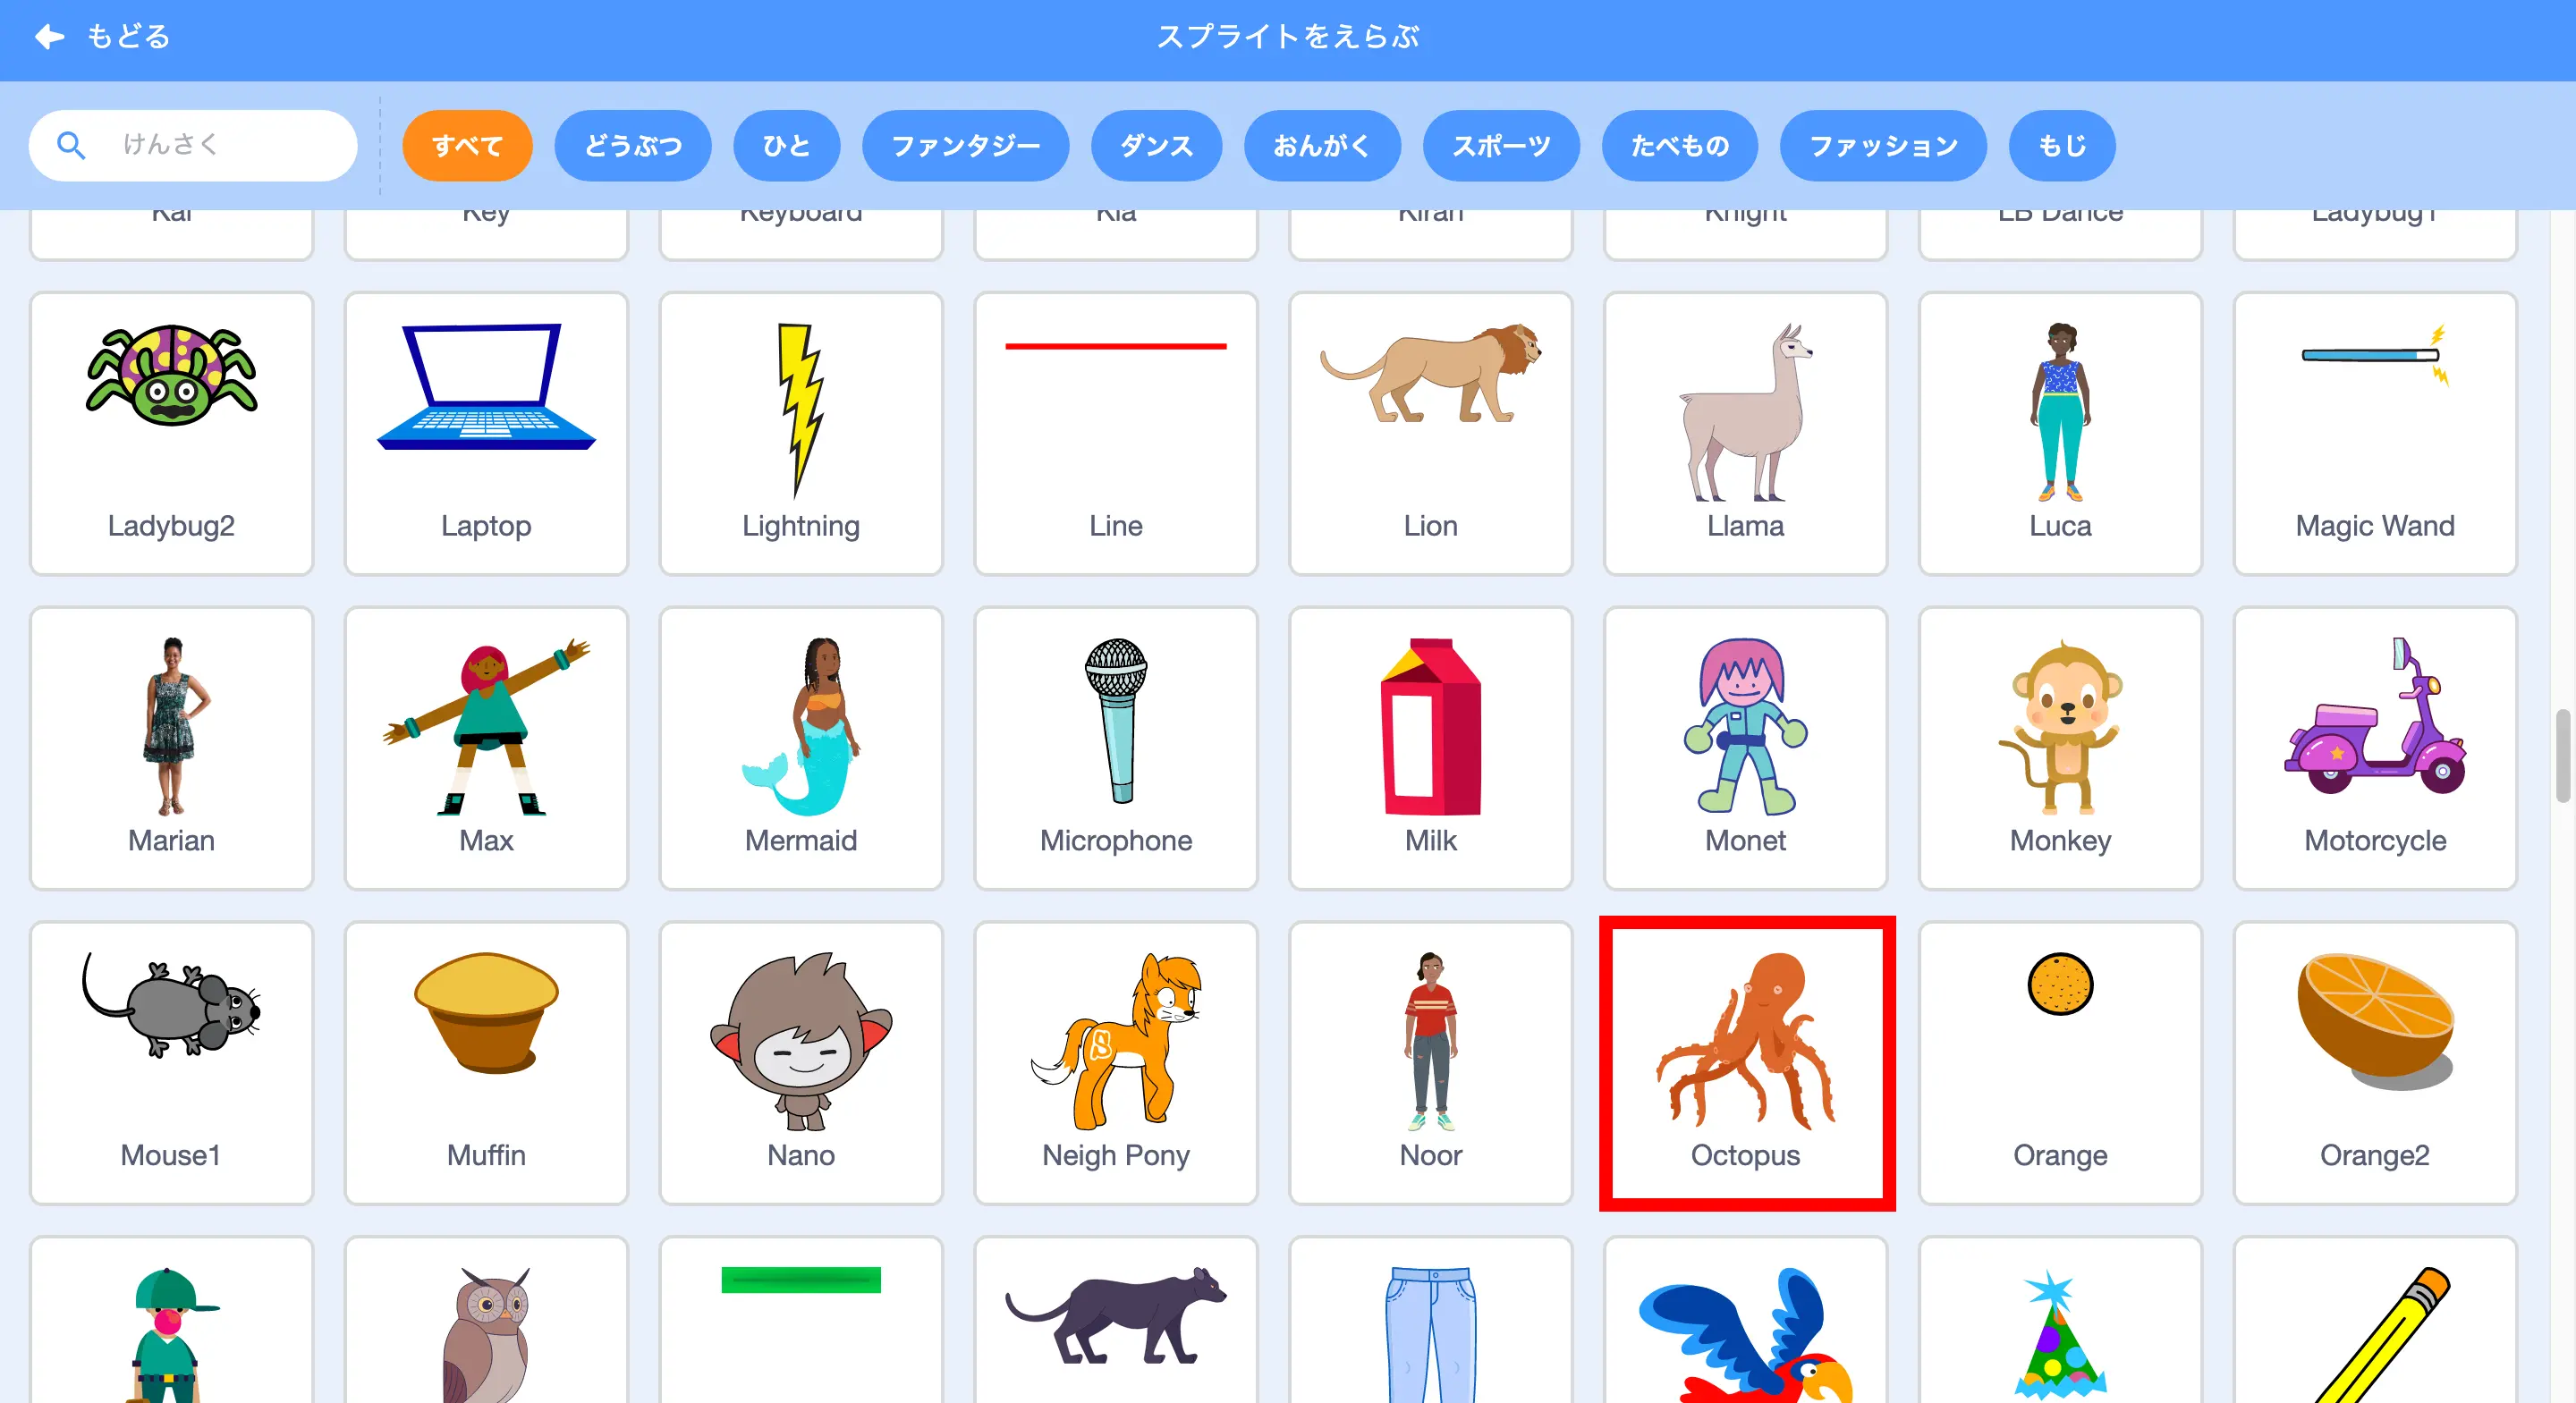 もどる
スプライトをえらぶ
けんさく
すべて
どうぶつ
ひと
ファンタジー
ダンス
おんがく
スポーツ
たべもの
ファッション
もじ
Kai
Key
Keyboard
Kia
Kiran
Knight
LB Dance
Ladybug1
Ladybug2
Laptop
Lightning
Line
Lion
Llama
Luca
Magic Wand
Marian
Max
Mermaid
Microphone
Milk
Monet
Monkey
Motorcycle
Mouse1
Muffin
Nano
Neigh Pony
Noor
Octopus
Orange
Orange2